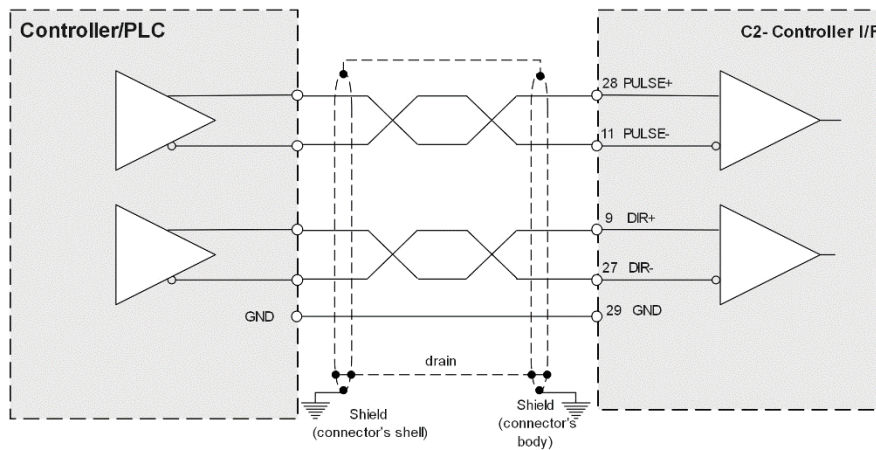 Controller/PLC
C2- Controller I/F
28 PULSE+
11 PULSE-
9 DIR+
27 DIR-
GND
29 GND
drain
Shield
(connector's shell)
Shield
(connector's
body)